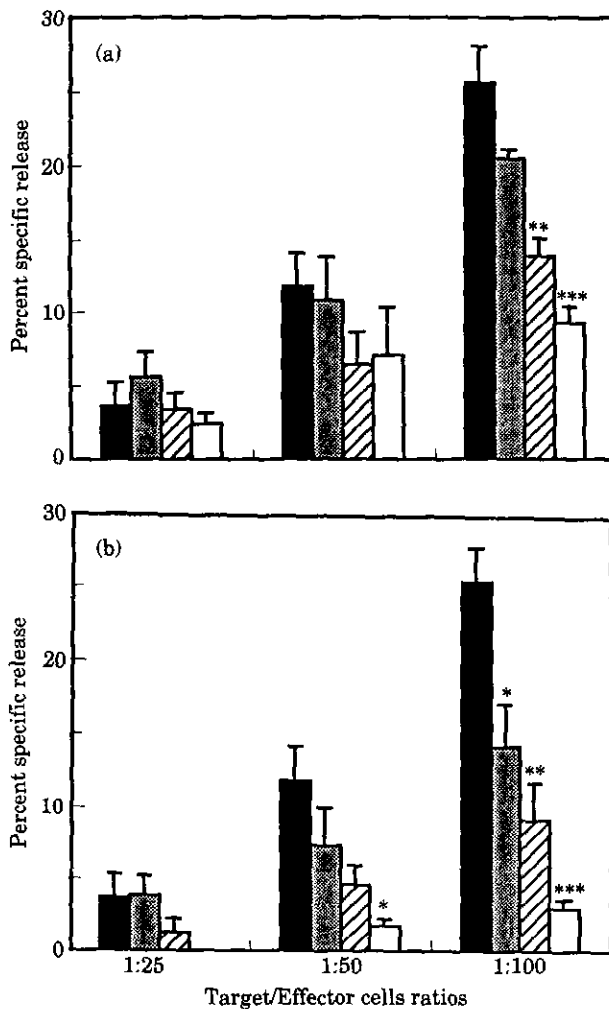 30
(a)
20
**
***
10
0
Percent specific release
30
(b)
20
*
**
10
***
*
0
Percent specific release
1:25 1:50 1:100
Target/Effector cells ratios